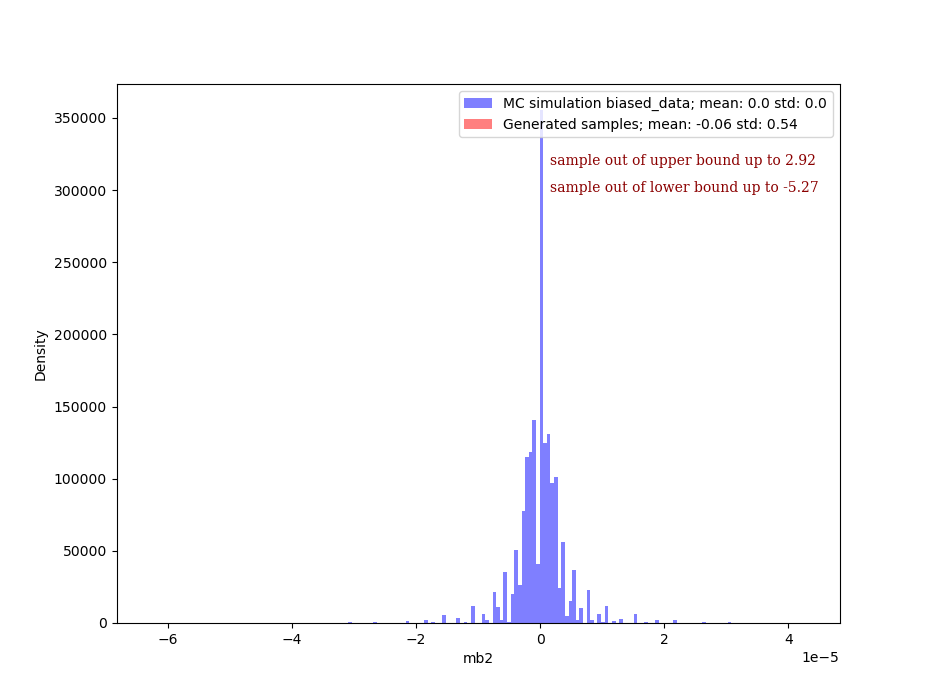 MC simulation biased_data; mean: 0.0 std: 0.0
Generated samples; mean: -0.06 std: 0.54
sample out of upper bound up to 2.92
sample out of lower bound up to -5.27
350000
300000
250000
200000
150000
100000
50000
0
Density
−6
−4
−2
0
2
4
1e−5
mb2